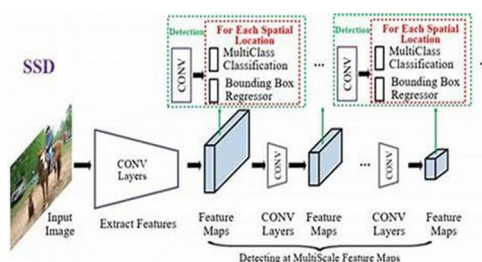 SSD
Detection
CONV
For Each Spatial
Location
MultiClass
Classification
Bounding Box
Regressor
...
Detection
CONV
For Each Spatial
Location
MultiClass
Classification
Bounding Box
Regressor
CONV
Layers
CONV
...
CONV
Input
Image
Extract Features
Feature
Maps
CONV
Layers
Feature
Maps
CONV
Layers
Feature
Maps
Detecting at MultiScale Feature Maps